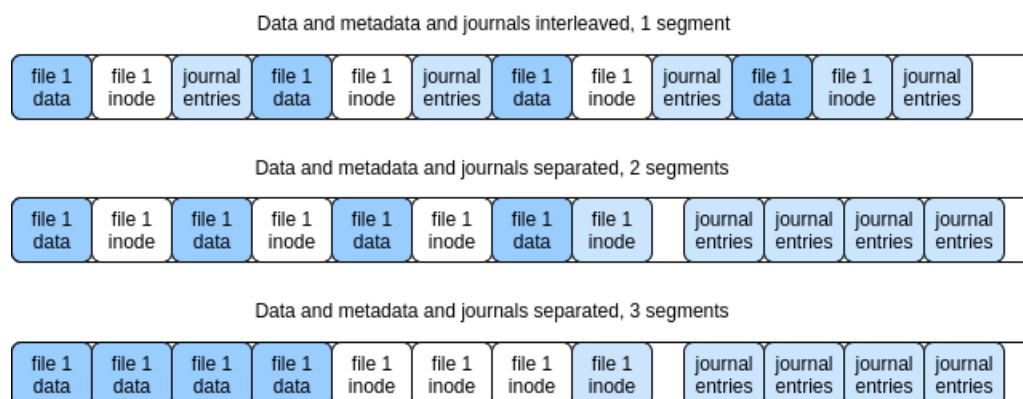 Data and metadata and journals interleaved, 1 segment
file 1 file 1 journal file 1 file 1 journal file 1 file 1 journal file 1 file 1 journal
data inode entries data inode entries data inode entries data inode entries
Data and metadata and journals separated, 2 segments
file 1 file 1 file 1 file 1 file 1 file 1 file 1 file 1 journal journal journal journal
data inode data inode data inode data inode entries entries entries entries
Data and metadata and journals separated, 3 segments
file 1 file 1 file 1 file 1 file 1 file 1 file 1 file 1 journal journal journal journal
data data data data inode inode inode inode entries entries entries entries